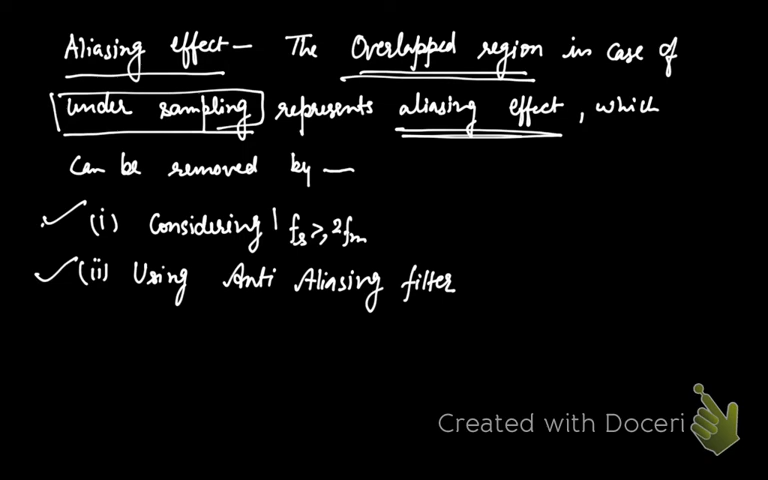 Aliasing effect — The Overlapped region in case of
under sampling represents aliasing effect, which
Can be removed by —
(i) Considering fs ≥ 2fm
(ii) Using Anti Aliasing filter
Created with Doceri